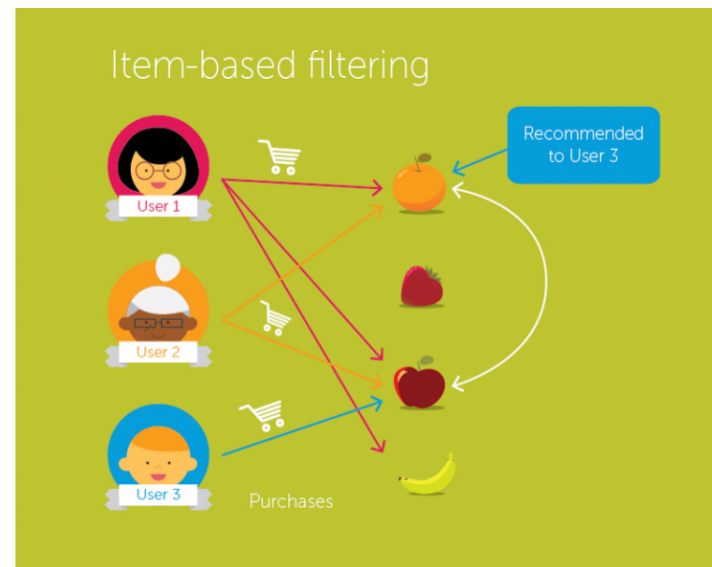 Item-based filtering
Recommended
to User 3
User 1
User 2
User 3
Purchases